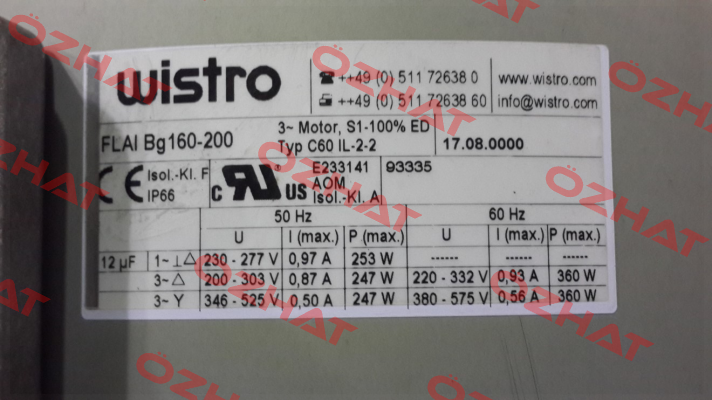 wistro
++49 (0) 511 72638 0
++49 (0) 511 72638 60
www.wistro.com
info@wistro.com
FLAI Bg160-200
3~ Motor, S1-100% ED
Typ C60 IL-2-2
17.08.0000
CE
Isol.-Kl. F
IP66
c RU US
E233141
AOM
Isol.-Kl. A
93335
50 Hz 60 Hz
U I (max.) P (max.) U I (max.) P (max.)
12 µF 1~ ⊥ △ 230 - 277 V 0,97 A 253 W ------ ------ ------
3~ △ 200 - 303 V 0,87 A 247 W 220 - 332 V 0,93 A 360 W
3~ Y 346 - 525 V 0,50 A 247 W 380 - 575 V 0,56 A 360 W
ÖZHAT
ÖZHAT
ÖZHAT
ÖZHAT
ÖZHAT
ÖZHAT
ÖZHAT
ÖZHAT